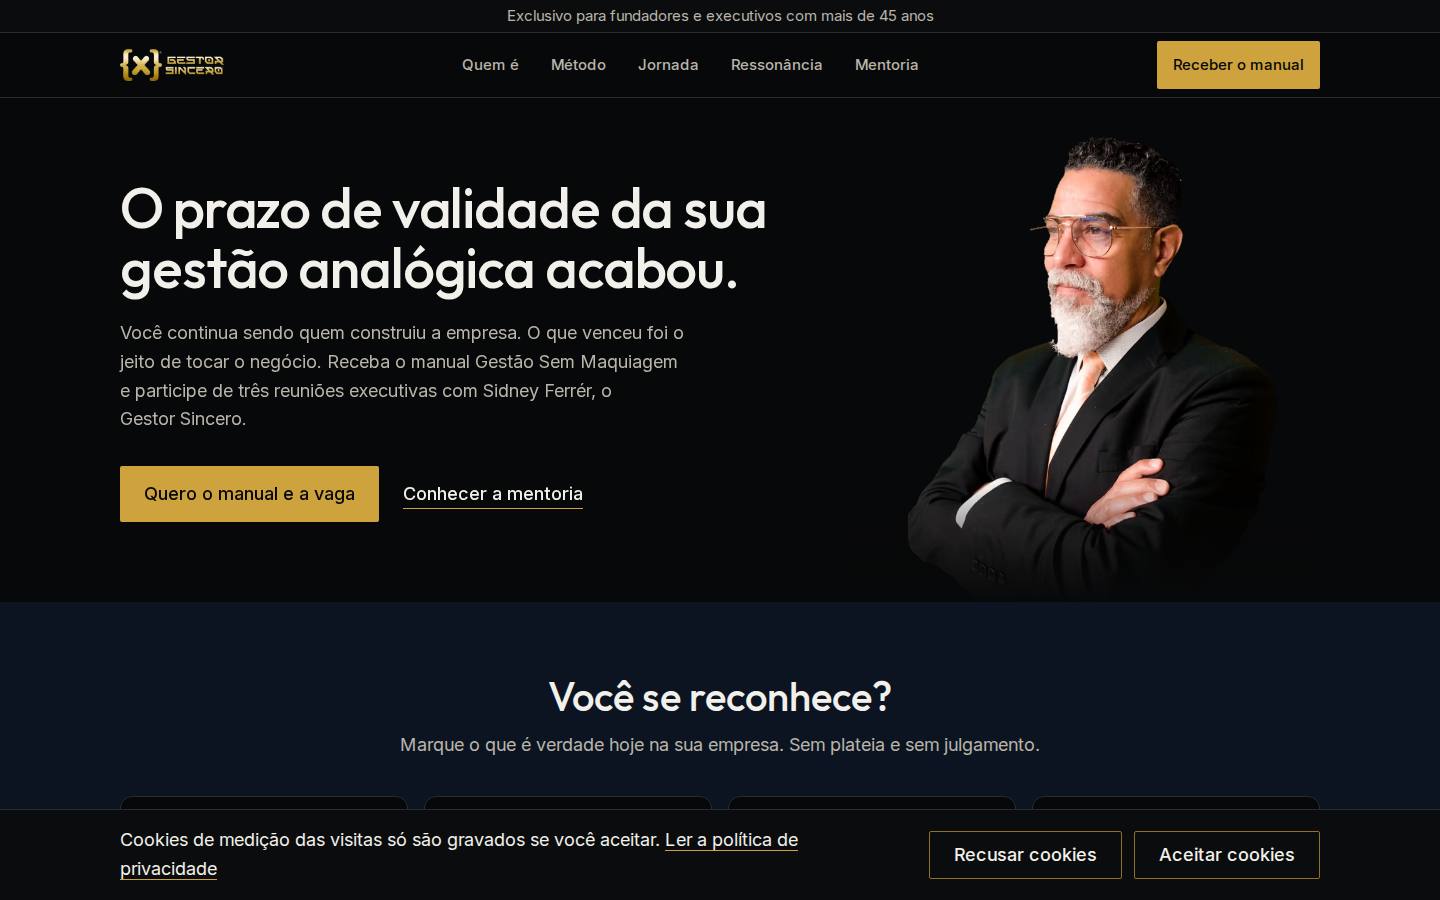 Exclusivo para fundadores e executivos com mais de 45 anos
{X} GESTOR
SINCERO
Quem é
Método
Jornada
Ressonância
Mentoria
Receber o manual
O prazo de validade da sua
gestão analógica acabou.
Você continua sendo quem construiu a empresa. O que venceu foi o
jeito de tocar o negócio. Receba o manual Gestão Sem Maquiagem
e participe de três reuniões executivas com Sidney Ferrér, o
Gestor Sincero.
Quero o manual e a vaga
Conhecer a mentoria
Você se reconhece?
Marque o que é verdade hoje na sua empresa. Sem plateia e sem julgamento.
Cookies de medição das visitas só são gravados se você aceitar. Ler a política de
privacidade
Recusar cookies
Aceitar cookies